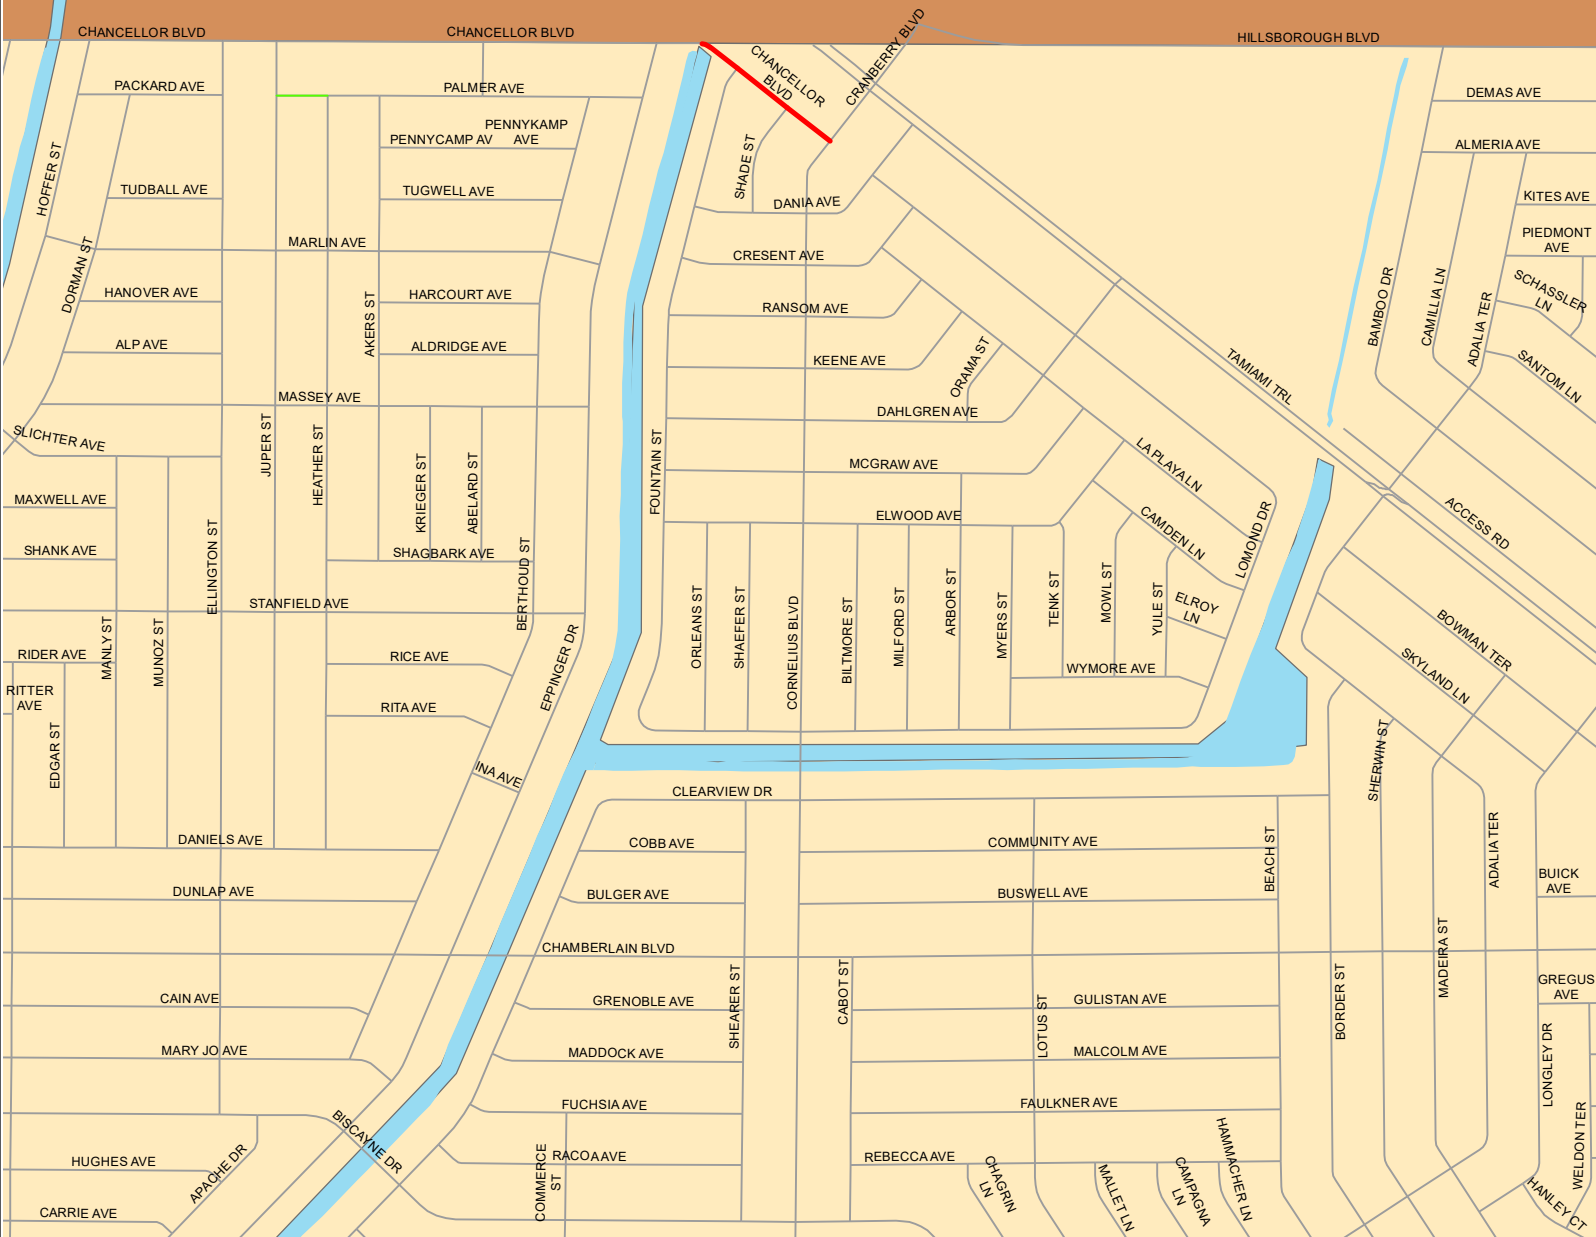 CHANCELLOR BLVD
CHANCELLOR BLVD
HILLSBOROUGH BLVD
CRANBERRY BLVD
CHANCELLOR
BLVD
PACKARD AVE
PALMER AVE
DEMAS AVE
PENNYKAMP
AVE
PENNYCAMP AV
ALMERIA AVE
HOFFER ST
SHADE ST
TUDBALL AVE
TUGWELL AVE
DANIA AVE
KITES AVE
MARLIN AVE
CRESENT AVE
PIEDMONT
AVE
DORMAN ST
HANOVER AVE
HARCOURT AVE
RANSOM AVE
SCHASSLER
LN
BAMBOO DR
CAMILLIA LN
ADALIA TER
AKERS ST
ALP AVE
ALDRIDGE AVE
KEENE AVE
ORAMA ST
TAMIAMI TRL
SANTOM LN
MASSEY AVE
DAHLGREN AVE
SLICHTER AVE
JUPER ST
HEATHER ST
KRIEGER ST
ABELARD ST
FOUNTAIN ST
MCGRAW AVE
LA PLAYA LN
MAXWELL AVE
ELWOOD AVE
CAMDEN LN
LOMOND DR
ACCESS RD
SHANK AVE
SHAGBARK AVE
ELLINGTON ST
BERTHOUD ST
STANFIELD AVE
ORLEANS ST
SHAEFER ST
CORNELIUS BLVD
BILTMORE ST
MILFORD ST
ARBOR ST
MYERS ST
TENK ST
MOWL ST
YULE ST
ELROY
LN
BOWMAN TER
RIDER AVE
MANLY ST
MUNOZ ST
RICE AVE
EPPINGER DR
WYMORE AVE
SKYLAND LN
RITTER
AVE
RITA AVE
EDGAR ST
SHERWIN ST
INA AVE
CLEARVIEW DR
DANIELS AVE
COBB AVE
COMMUNITY AVE
BEACH ST
ADALIA TER
DUNLAP AVE
BULGER AVE
BUSWELL AVE
BUICK
AVE
CHAMBERLAIN BLVD
MADEIRA ST
CAIN AVE
GRENOBLE AVE
SHEARER ST
CABOT ST
LOTUS ST
GULISTAN AVE
BORDER ST
GREGUS
AVE
MARY JO AVE
MADDOCK AVE
MALCOLM AVE
LONGLEY DR
FUCHSIA AVE
FAULKNER AVE
BISCAYNE DR
WELDON TER
HUGHES AVE
APACHE DR
COMMERCE
ST
RACOA AVE
REBECCA AVE
CHAGRIN
LN
MALLET LN
CAMPAGNA
LN
HAMMACHER LN
HANLEY CT
CARRIE AVE